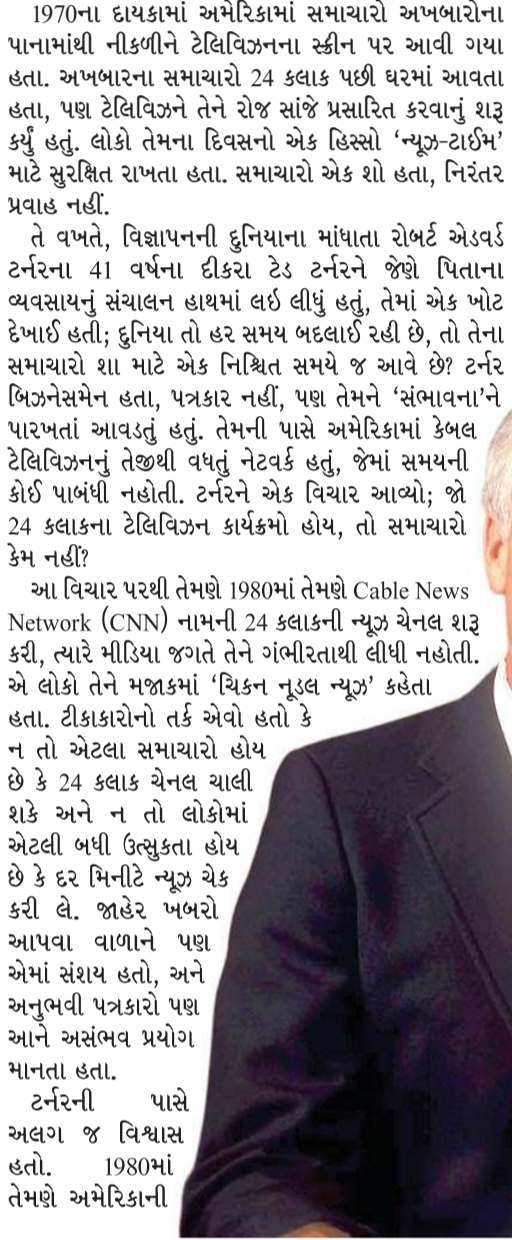 1970ના દાયકામાં અમેરિકામાં સમાચારો અખબારોના
પાનામાંથી નીકળીને ટેલિવિઝનના સ્ક્રીન પર આવી ગયા
હતા. અખબારના સમાચારો 24 કલાક પછી ઘરમાં આવતા
હતા, પણ ટેલિવિઝને તેને રોજ સાંજે પ્રસારિત કરવાનું શરૂ
કર્યું હતું. લોકો તેમના દિવસનો એક હિસ્સો ‘ન્યૂઝ-ટાઈમ’
માટે સુરક્ષિત રાખતા હતા. સમાચારો એક શો હતા, નિરંતર
પ્રવાહ નહીં.
તે વખતે, વિજ્ઞાપનની દુનિયાના માંધાતા રોબર્ટ એડવર્ડ
ટર્નરના 41 વર્ષના દીકરા ટેડ ટર્નરને જેણે પિતાના
વ્યવસાયનું સંચાલન હાથમાં લઇ લીધું હતું, તેમાં એક ખોટ
દેખાઈ હતી; દુનિયા તો હર સમય બદલાઈ રહી છે, તો તેના
સમાચારો શા માટે એક નિશ્ચિત સમયે જ આવે છે? ટર્નર
બિઝનેસમેન હતા, પત્રકાર નહીં, પણ તેમને ‘સંભાવના’ને
પારખતાં આવડતું હતું. તેમની પાસે અમેરિકામાં કેબલ
ટેલિવિઝનનું તેજીથી વધતું નેટવર્ક હતું, જેમાં સમયની
કોઈ પાબંધી નહોતી. ટર્નરને એક વિચાર આવ્યો; જો
24 કલાકના ટેલિવિઝન કાર્યક્રમો હોય, તો સમાચારો
કેમ નહીં?
આ વિચાર પરથી તેમણે 1980માં તેમણે Cable News
Network (CNN) નામની 24 કલાકની ન્યૂઝ ચેનલ શરૂ
કરી, ત્યારે મીડિયા જગતે તેને ગંભીરતાથી લીધી નહોતી.
એ લોકો તેને મજાકમાં ‘ચિકન નૂડલ ન્યૂઝ’ કહેતા
હતા. ટીકાકારોનો તર્ક એવો હતો કે
ન તો એટલા સમાચારો હોય
છે કે 24 કલાક ચેનલ ચાલી
શકે અને ન તો લોકોમાં
એટલી બધી ઉત્સુકતા હોય
છે કે દર મિનીટે ન્યૂઝ ચેક
કરી લે. જાહેર ખબરો
આપવા વાળાને પણ
એમાં સંશય હતો, અને
અનુભવી પત્રકારો પણ
આને અસંભવ પ્રયોગ
માનતા હતા.
ટર્નરની પાસે
અલગ જ વિશ્વાસ
હતો. 1980માં
તેમણે અમેરિકાની